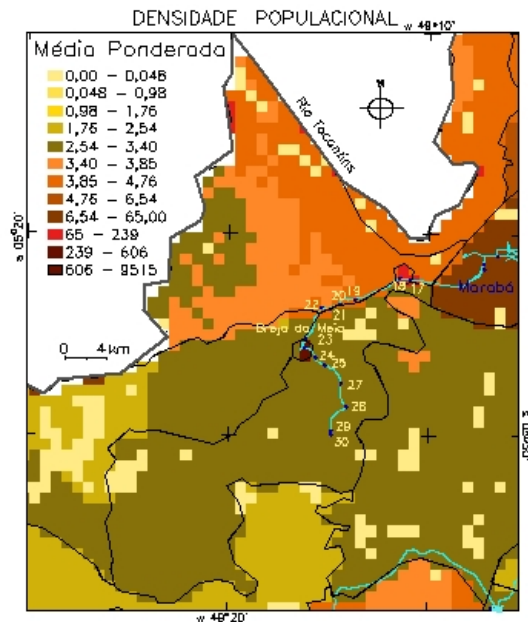 DENSIDADE POPULACIONAL
w 49°10'
Média Ponderada
0,00 – 0,048
0,048 – 0,98
0,98 – 1,76
1,76 – 2,54
2,54 – 3,40
3,40 – 3,85
3,85 – 4,76
4,76 – 6,54
6,54 – 65,00
65 – 239
239 – 606
606 – 9515
N
Rio Tocantins
s 05°20'
Marabá
19
18 17
22 20
21
Brejo do Meio
23
24
25
0 4 km
27
28
29
30
w 49°20'